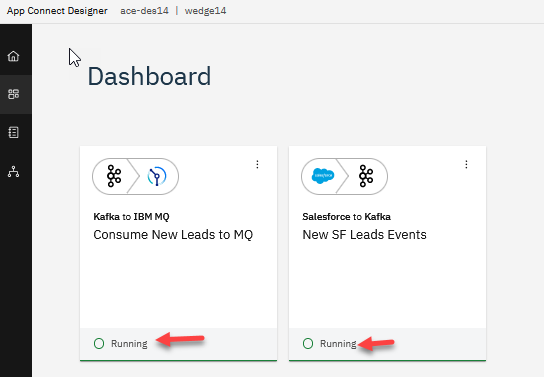 App Connect Designer ace-des14 | wedge14
Dashboard
Kafka to IBM MQ
Consume New Leads to MQ
Running
salesforce
Salesforce to Kafka
New SF Leads Events
Running